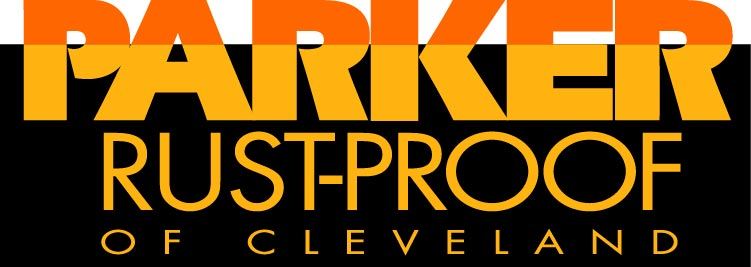 PARKER
RUST-PROOF
OF CLEVELAND